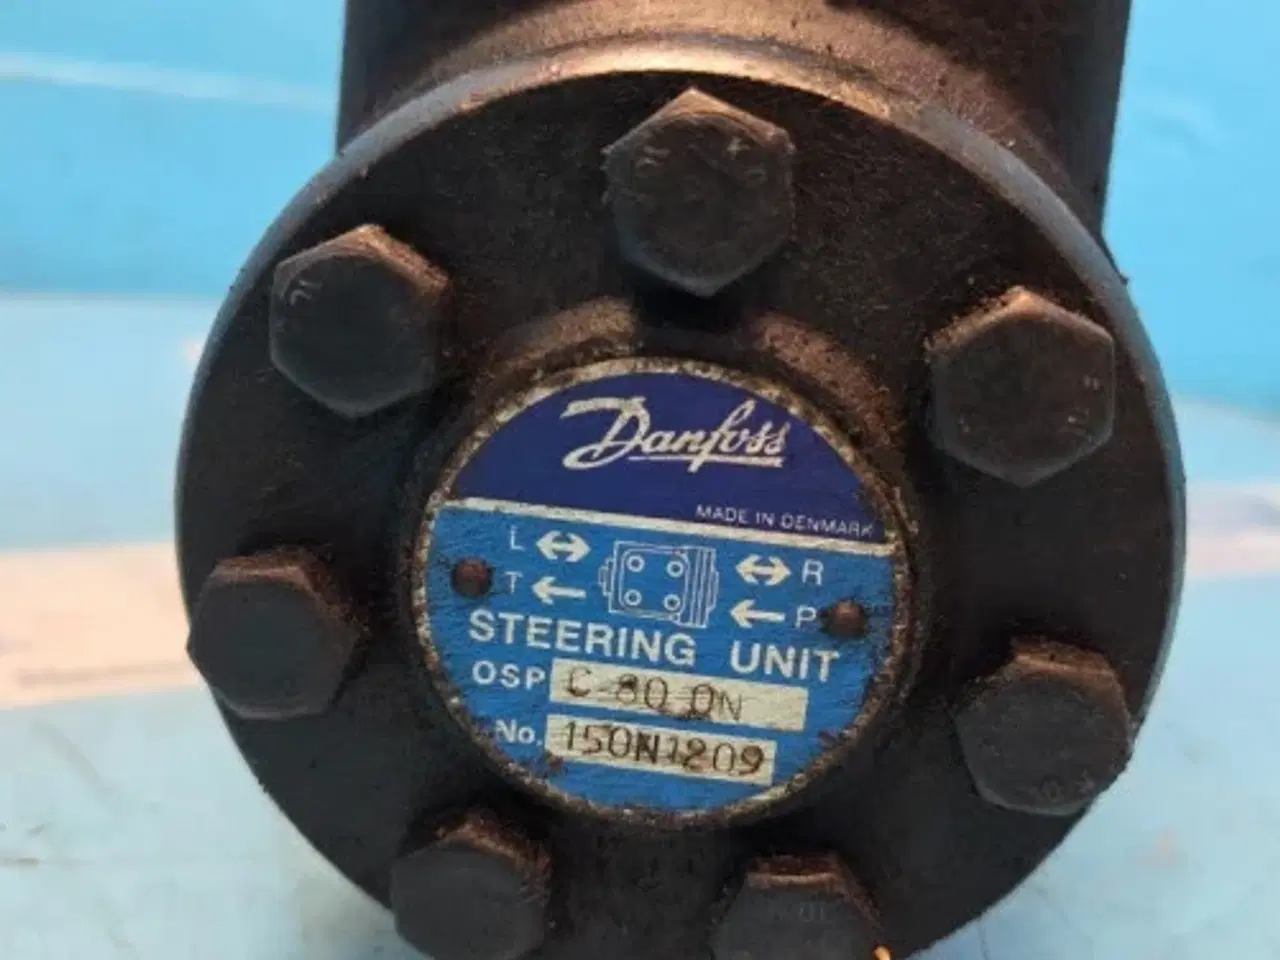 Danfoss
MADE IN DENMARK
L R
T P
STEERING UNIT
OSP C-80 ON
No. 150N1209